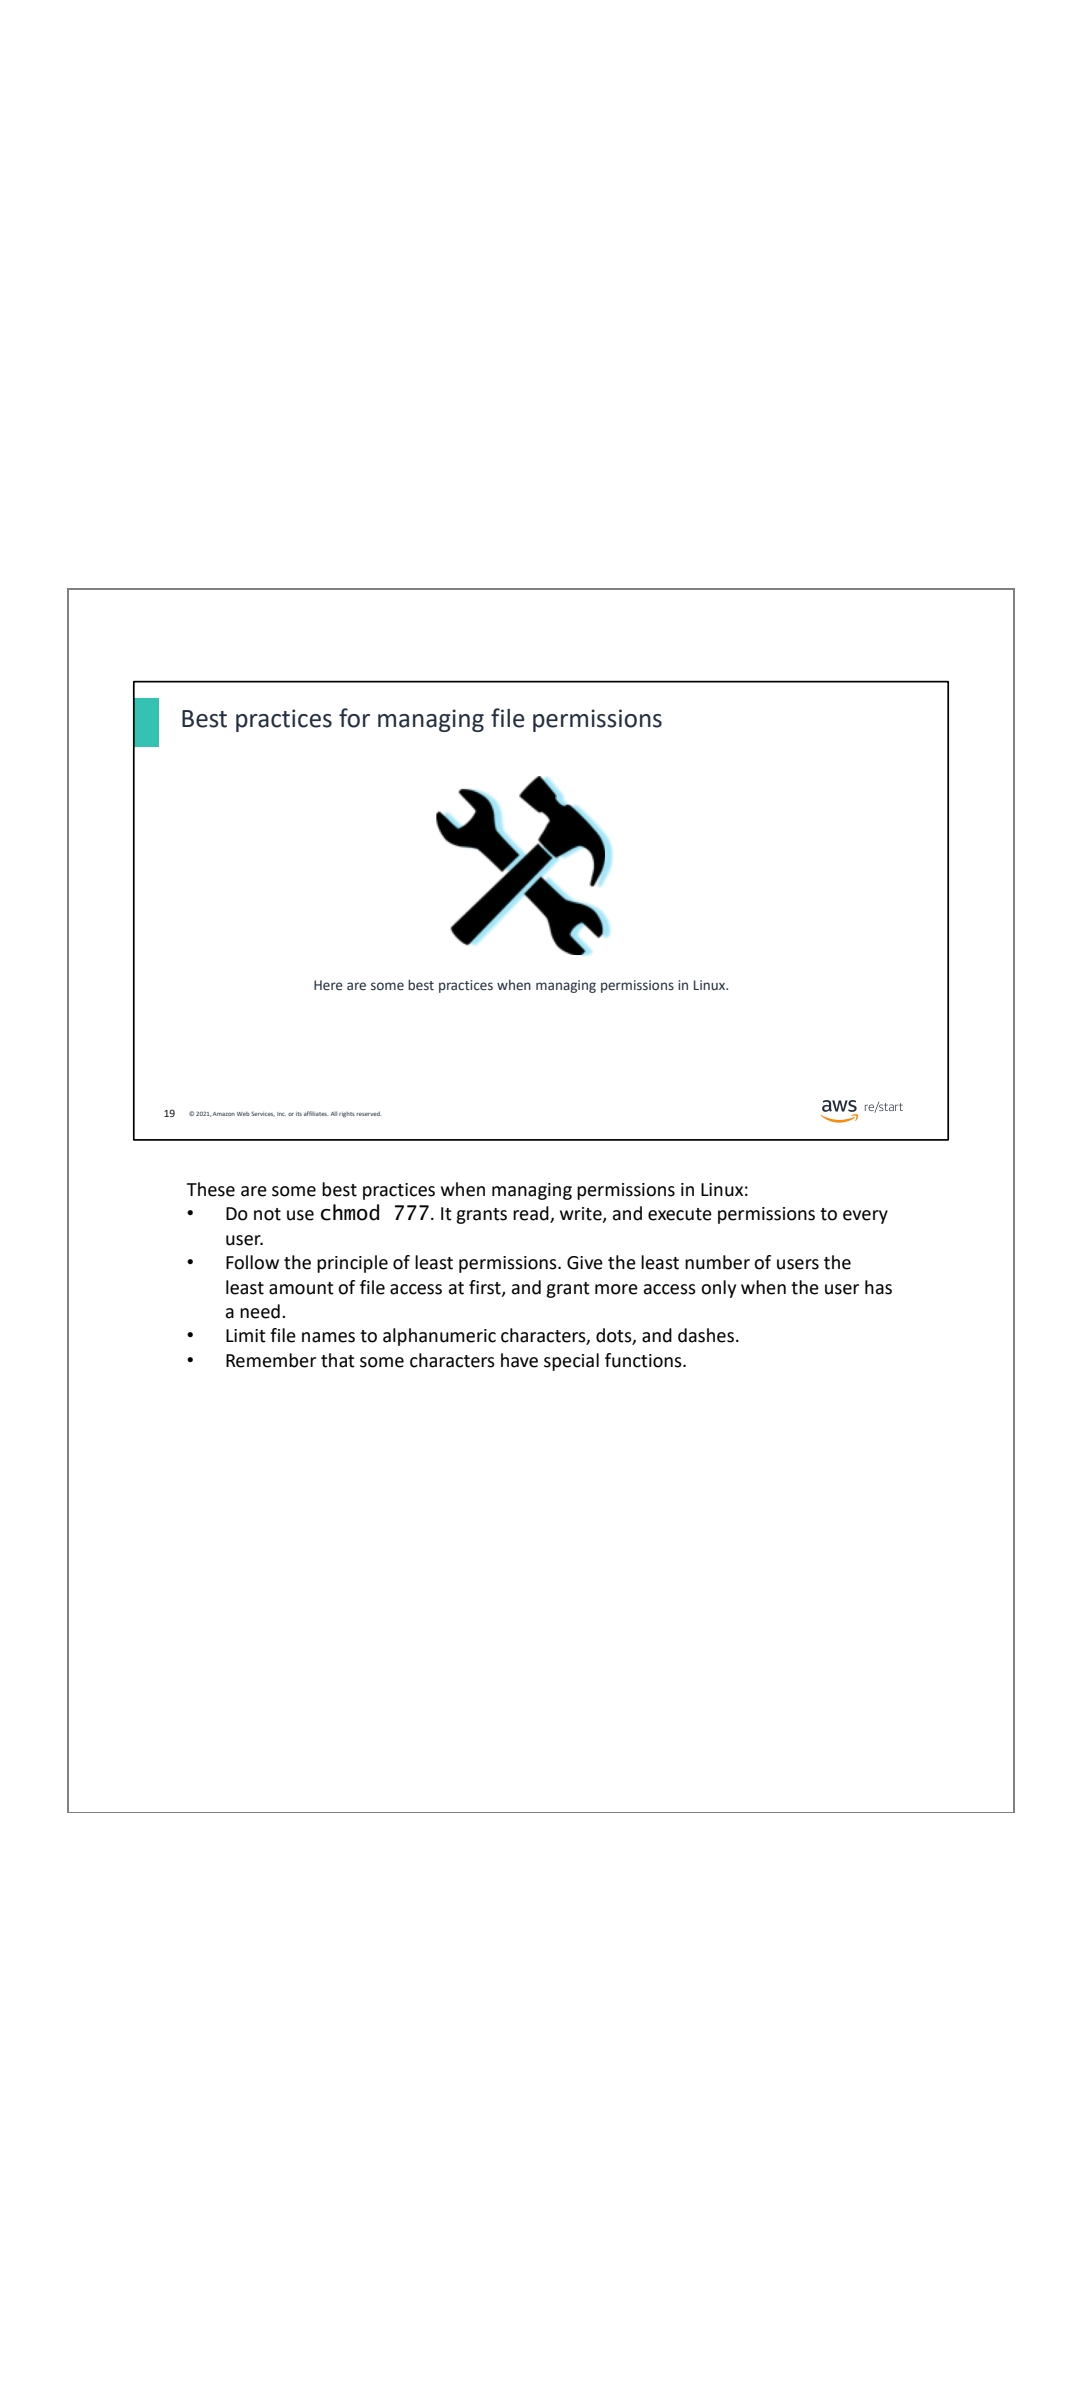 Best practices for managing file permissions
Here are some best practices when managing permissions in Linux.
19 © 2021, Amazon Web Services, Inc. or its affiliates. All rights reserved.
aws re/start
These are some best practices when managing permissions in Linux:
• Do not use chmod 777. It grants read, write, and execute permissions to every
user.
• Follow the principle of least permissions. Give the least number of users the
least amount of file access at first, and grant more access only when the user has
a need.
• Limit file names to alphanumeric characters, dots, and dashes.
• Remember that some characters have special functions.